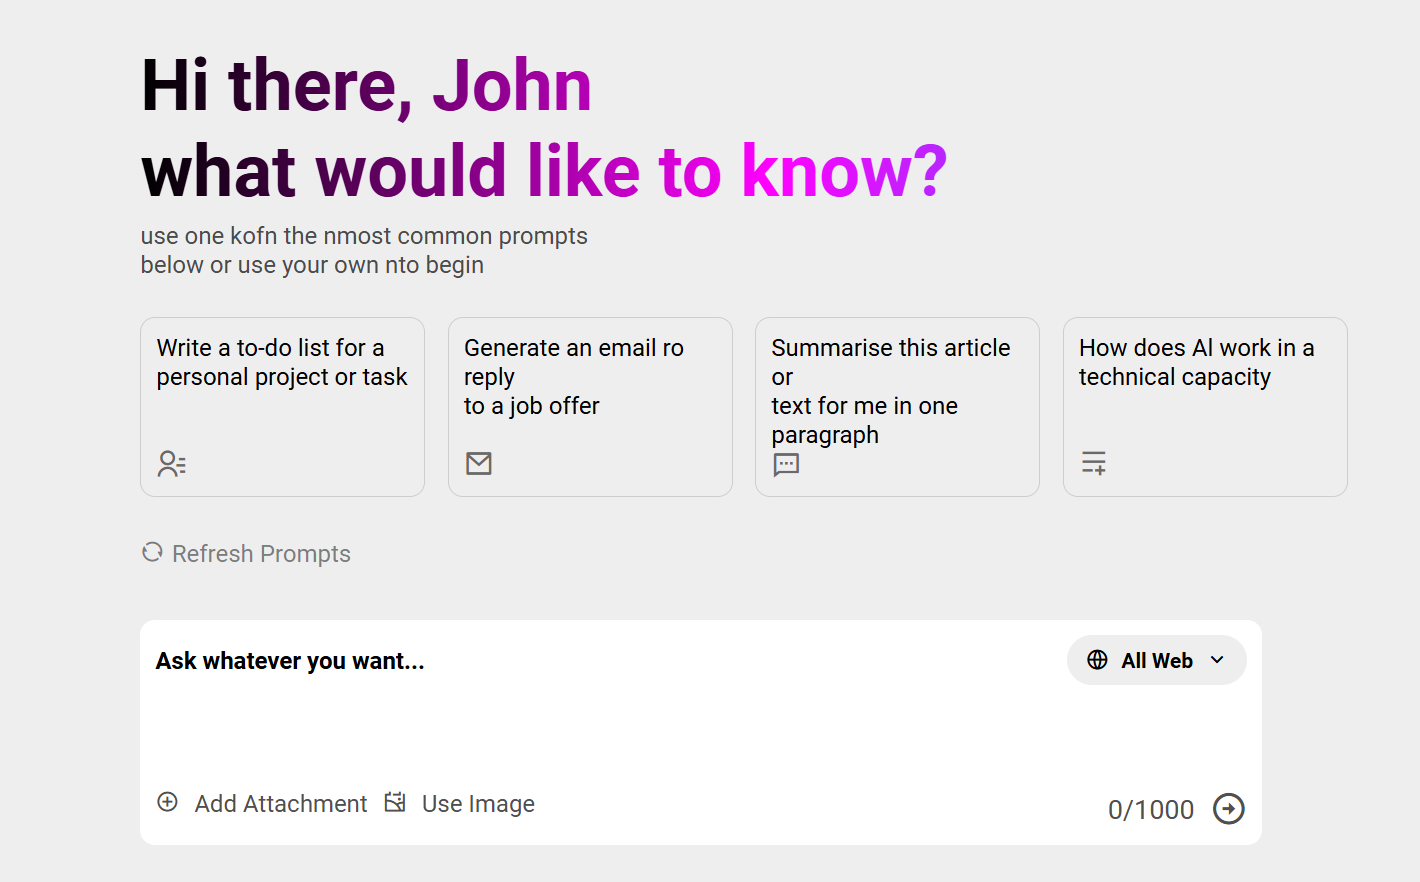 Hi there, John
what would like to know?
use one kofn the nmost common prompts
below or use your own nto begin
Write a to-do list for a
personal project or task
Generate an email ro
reply
to a job offer
Summarise this article
or
text for me in one
paragraph
How does Al work in a
technical capacity
Refresh Prompts
Ask whatever you want...
All Web
Add Attachment
Use Image
0/1000